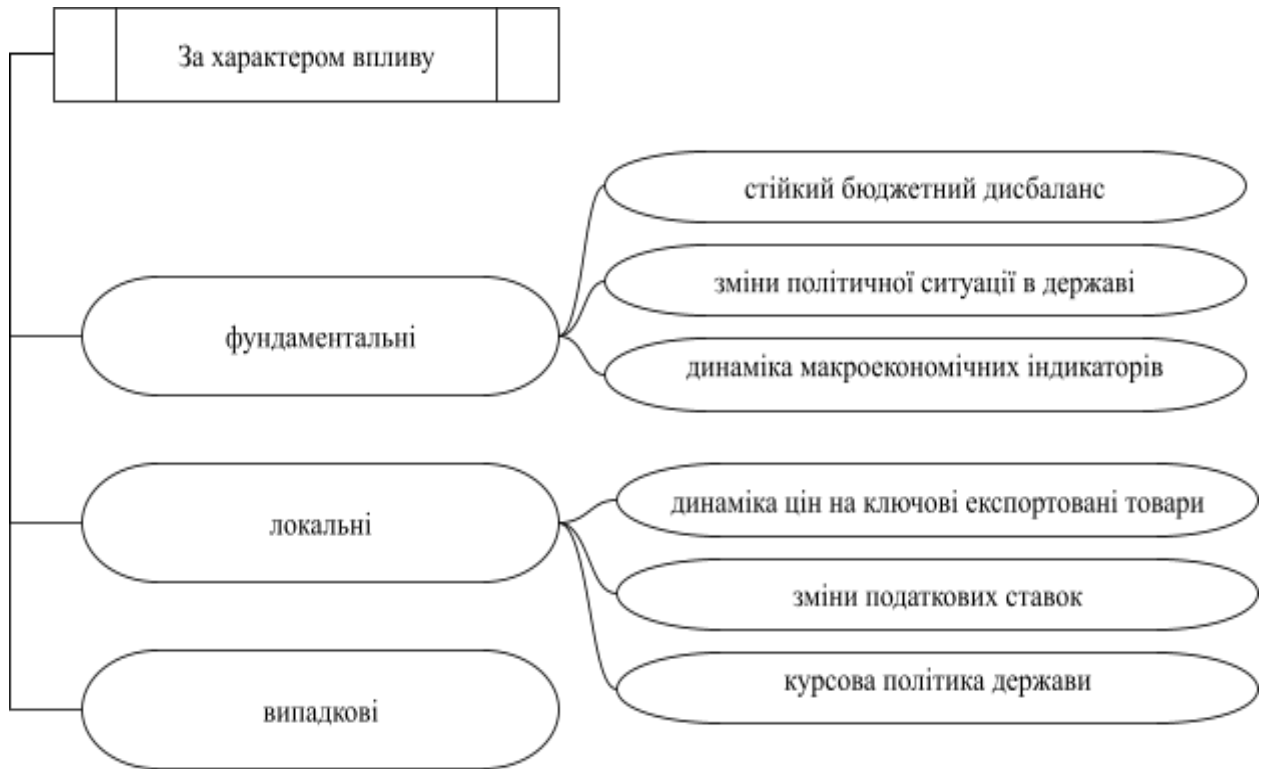 За характером впливу
стійкий бюджетний дисбаланс
зміни політичної ситуації в державі
фундаментальні
динаміка макроекономічних індикаторів
динаміка цін на ключові експортовані товари
локальні
зміни податкових ставок
курсова політика держави
випадкові